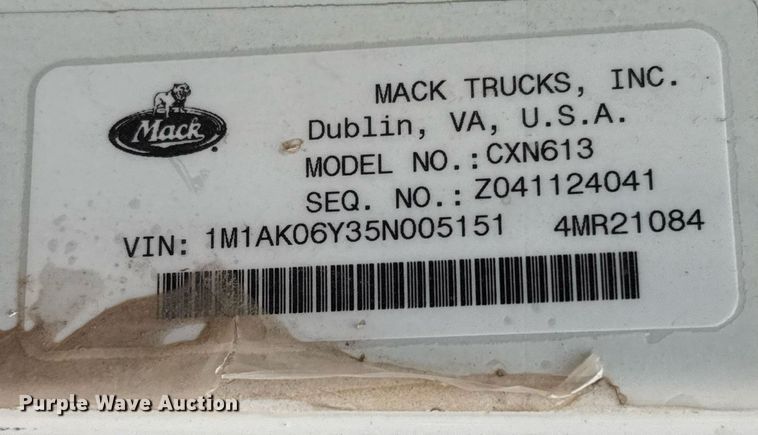 Mack
MACK TRUCKS, INC.
Dublin, VA, U.S.A.
MODEL NO.: CXN613
SEQ. NO.: Z041124041
VIN: 1M1AK06Y35N005151 4MR21084
Purple Wave Auction